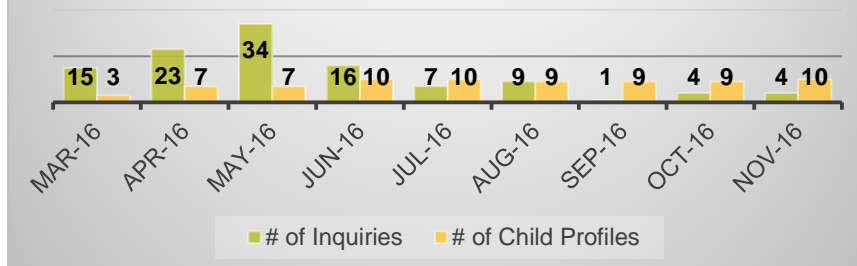 34
23
15 3 7 7 16 10 7 10 9 9 1 9 4 9 4 10
MAR-16 APR-16 MAY-16 JUN-16 JUL-16 AUG-16 SEP-16 OCT-16 NOV-16
# of Inquiries # of Child Profiles